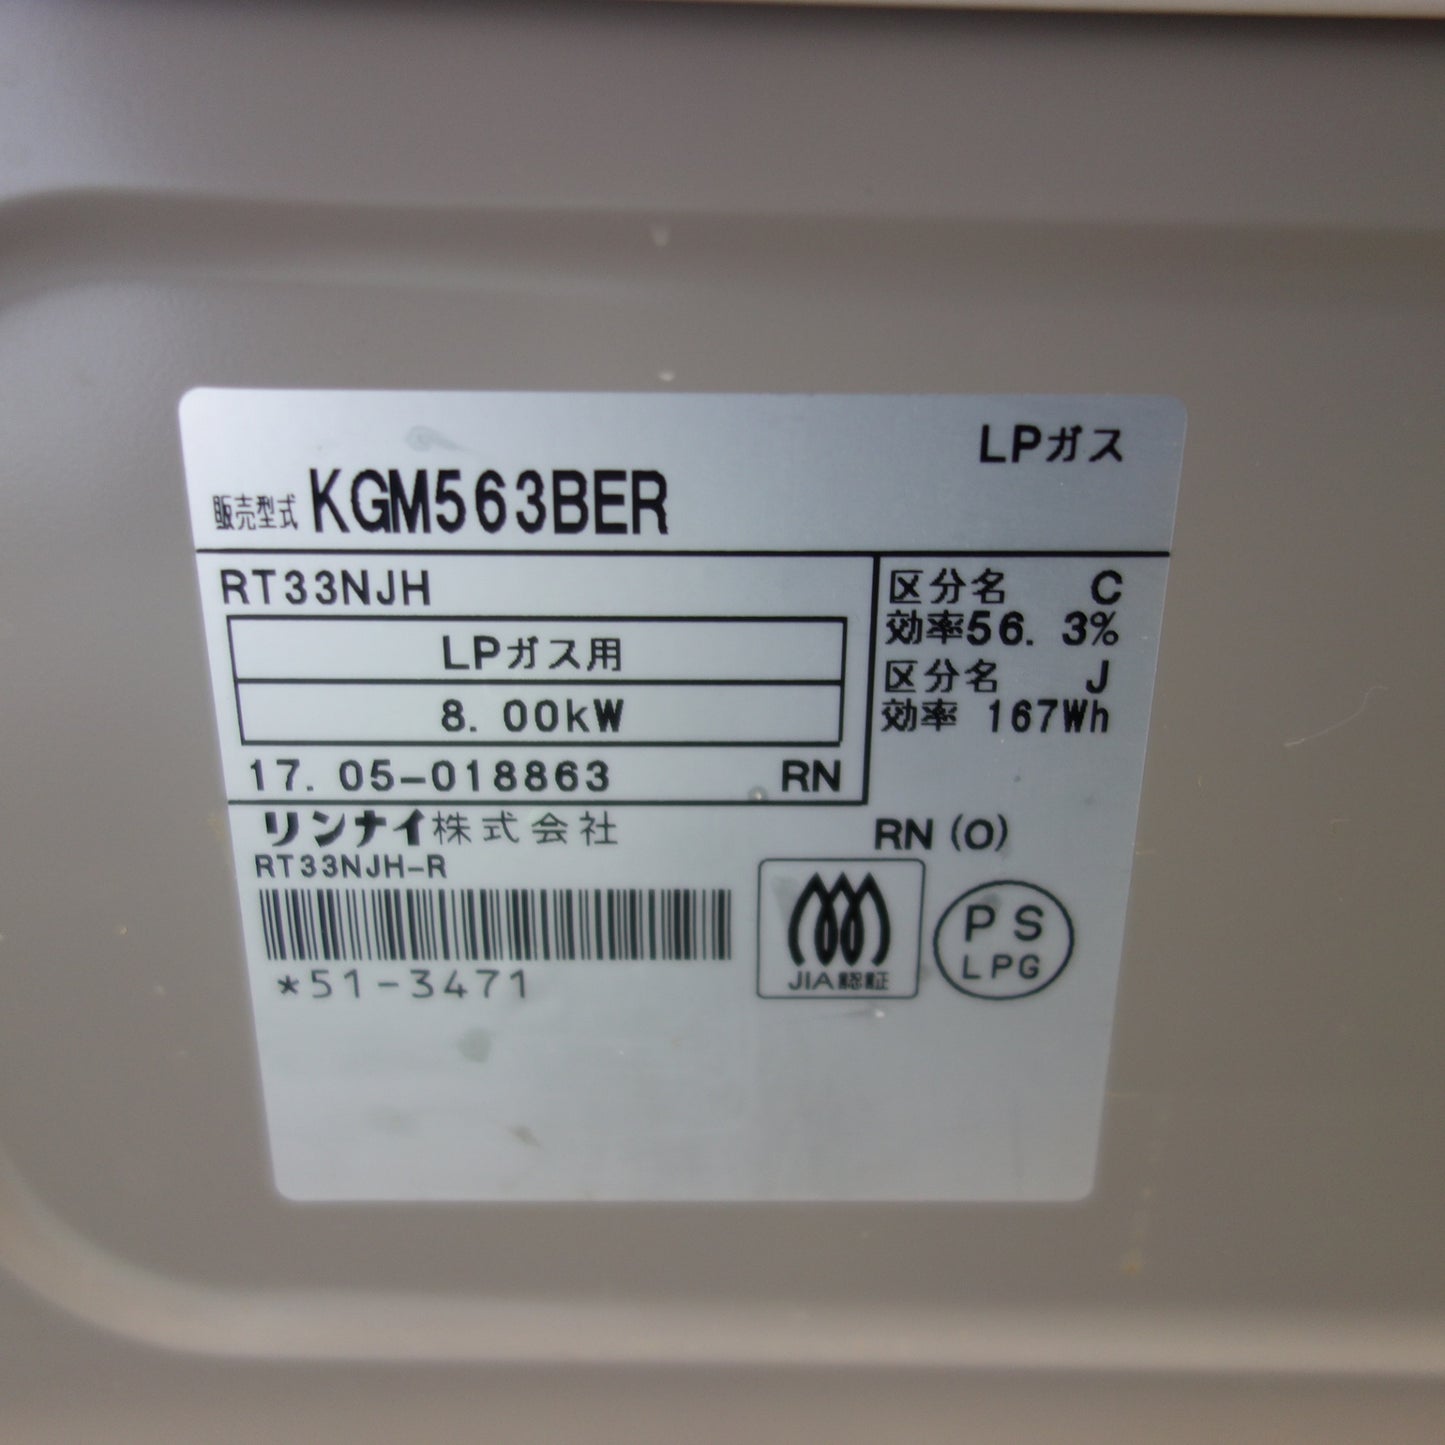 LPガス
販売型式 KGM563BER
RT33NJH
LPガス用
8.00kW
17.05-018863 RN
区分名 C
効率56.3%
区分名 J
効率 167Wh
リンナイ株式会社
RN(O)
RT33NJH-R
*51-3471
JIA認証
PS
LPG